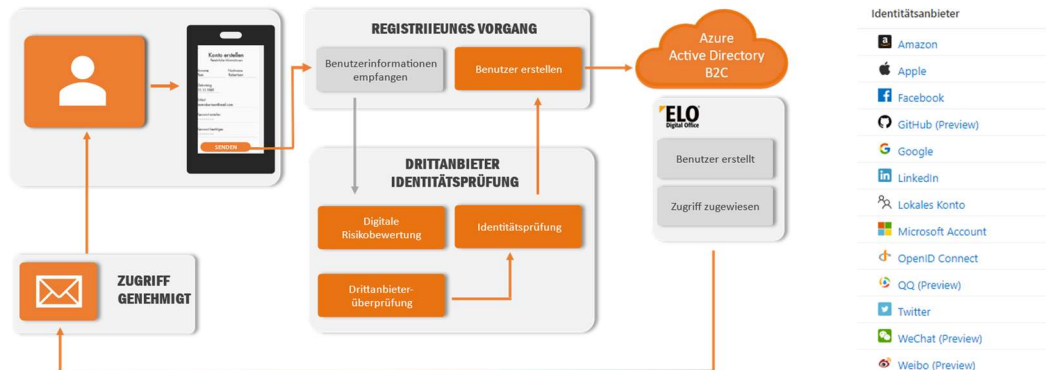 Konto erstellen
SENDEN
REGISTRIIEUNGS VORGANG
Benutzerinformationen
empfangen
Benutzer erstellen
Azure
Active Directory
B2C
ELO
Digital Office
Benutzer erstellt
Zugriff zugewiesen
DRITTANBIETER
IDENTITÄTSPRÜFUNG
Digitale
Risikobewertung
Identitätsprüfung
Drittanbieter-
überprüfung
ZUGRIFF
GENEHMIGT
Identitätsanbieter
Amazon
Apple
Facebook
GitHub (Preview)
Google
LinkedIn
Lokales Konto
Microsoft Account
OpenID Connect
QQ (Preview)
Twitter
WeChat (Preview)
Weibo (Preview)